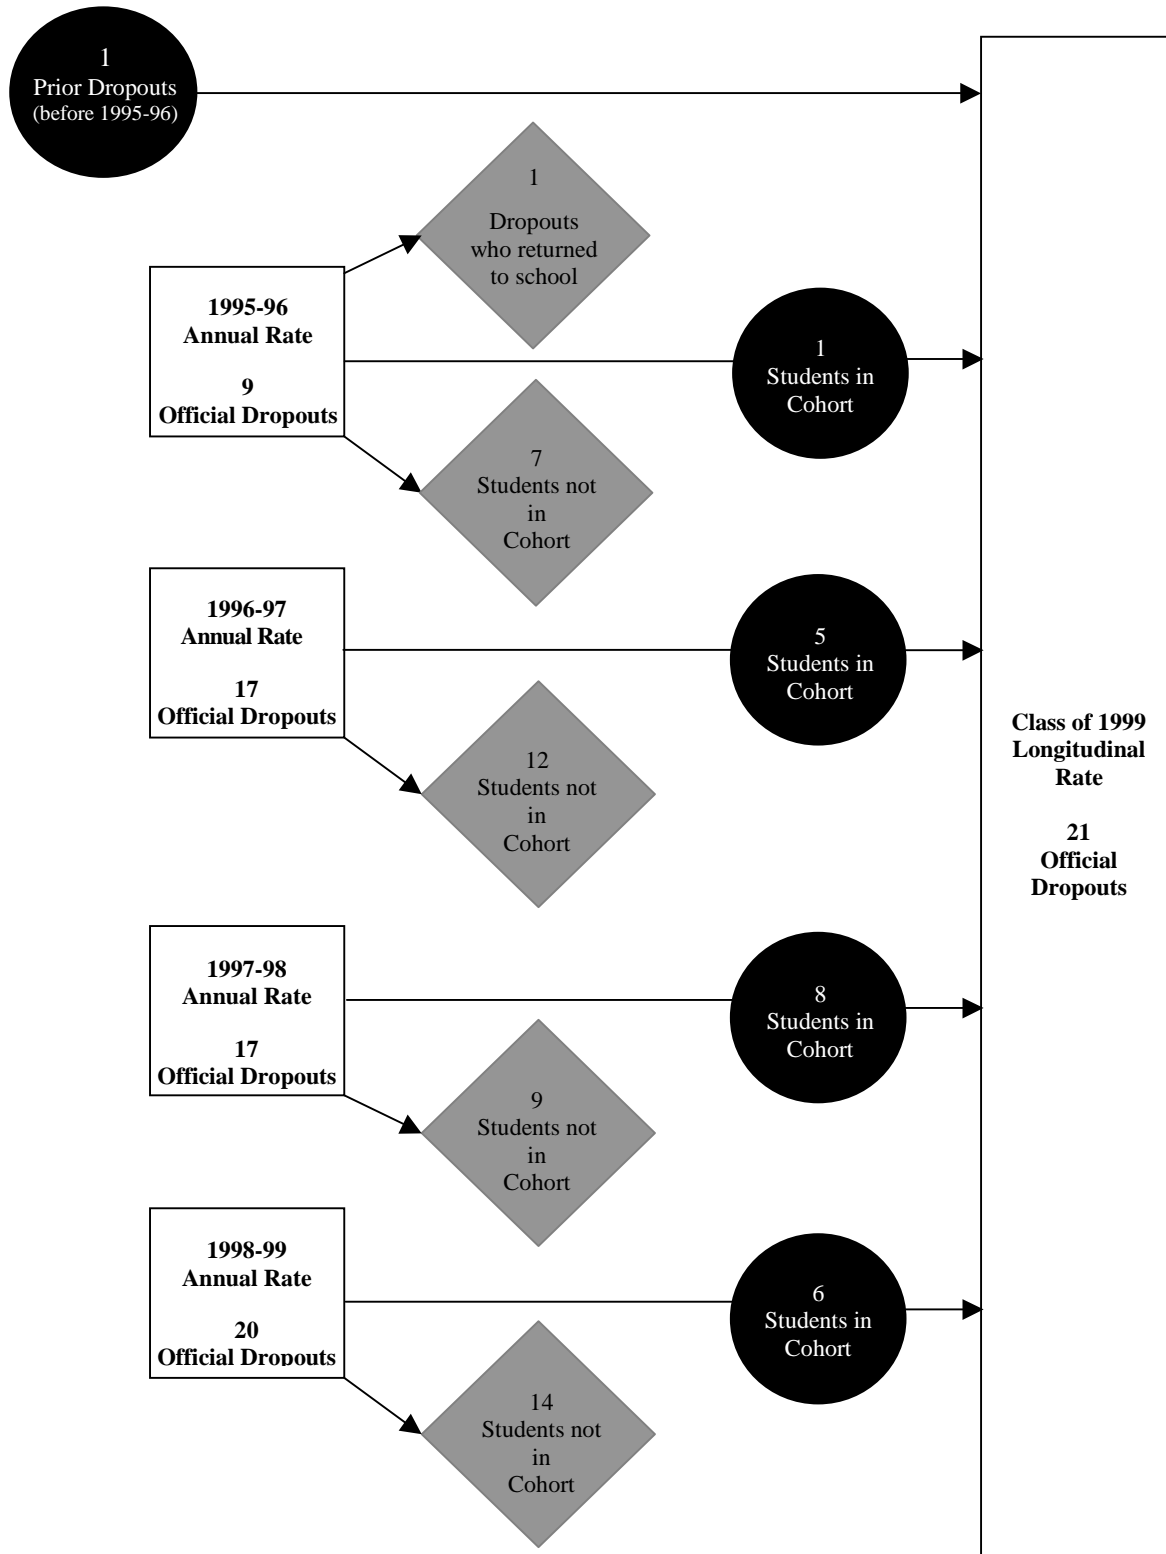 1
Prior Dropouts
(before 1995-96)
1
Dropouts
who returned
to school
1995-96
Annual Rate
9
Official Dropouts
1
Students in
Cohort
7
Students not
in
Cohort
1996-97
Annual Rate
17
Official Dropouts
5
Students in
Cohort
12
Students not
in
Cohort
Class of 1999
Longitudinal
Rate
21
Official
Dropouts
1997-98
Annual Rate
17
Official Dropouts
8
Students in
Cohort
9
Students not
in
Cohort
1998-99
Annual Rate
20
Official Dropouts
6
Students in
Cohort
14
Students not
in
Cohort